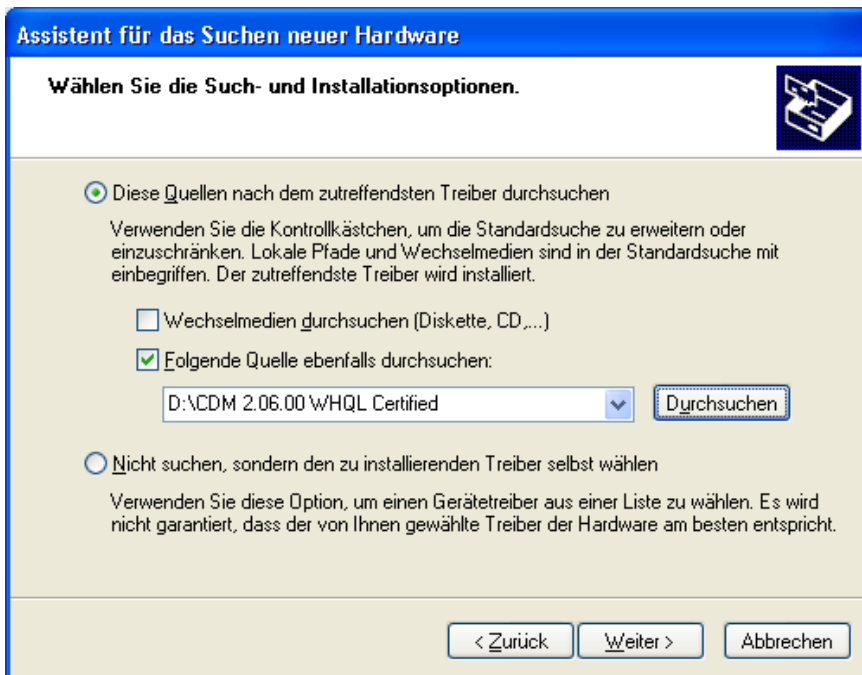 Assistent für das Suchen neuer Hardware
Wählen Sie die Such- und Installationsoptionen.
Diese Quellen nach dem zutreffendsten Treiber durchsuchen
Verwenden Sie die Kontrollkästchen, um die Standardsuche zu erweitern oder
einzuschränken. Lokale Pfade und Wechselmedien sind in der Standardsuche mit
einbegriffen. Der zutreffendste Treiber wird installiert.
Wechselmedien durchsuchen (Diskette, CD,...)
Folgende Quelle ebenfalls durchsuchen:
D:\CDM 2.06.00 WHQL Certified Durchsuchen
Nicht suchen, sondern den zu installierenden Treiber selbst wählen
Verwenden Sie diese Option, um einen Gerätetreiber aus einer Liste zu wählen. Es wird
nicht garantiert, dass der von Ihnen gewählte Treiber der Hardware am besten entspricht.
< Zurück Weiter > Abbrechen